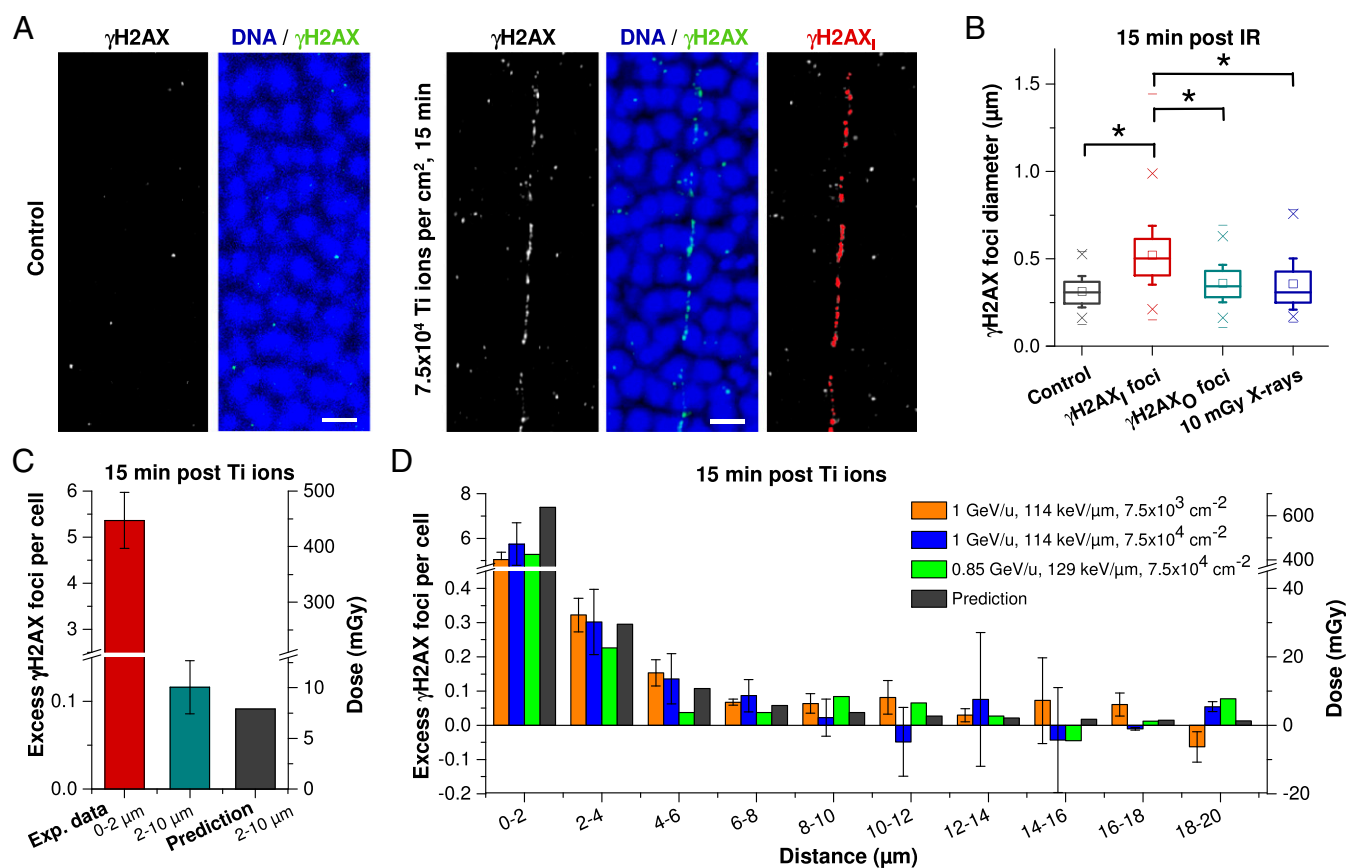 A
γH2AX
DNA / γH2AX
γH2AX
DNA / γH2AX
γH2AXI
Control
7.5x10⁴ Ti ions per cm², 15 min
B
15 min post IR
γH2AX foci diameter (μm)
1.5
1.0
0.5
0.0
*
*
*
Control
γH2AXI foci
γH2AXO foci
10 mGy X-rays
C
15 min post Ti ions
Excess γH2AX foci per cell
6
5
4
3
0.1
0.0
Dose (mGy)
500
400
300
10
5
0
Exp. data
0-2 μm
2-10 μm
Prediction
2-10 μm
D
15 min post Ti ions
Excess γH2AX foci per cell
8
6
0.4
0.3
0.2
0.1
0.0
-0.1
-0.2
1 GeV/u, 114 keV/μm, 7.5x10³ cm⁻²
1 GeV/u, 114 keV/μm, 7.5x10⁴ cm⁻²
0.85 GeV/u, 129 keV/μm, 7.5x10⁴ cm⁻²
Prediction
Dose (mGy)
600
400
40
20
0
-20
0-2
2-4
4-6
6-8
8-10
10-12
12-14
14-16
16-18
18-20
Distance (μm)